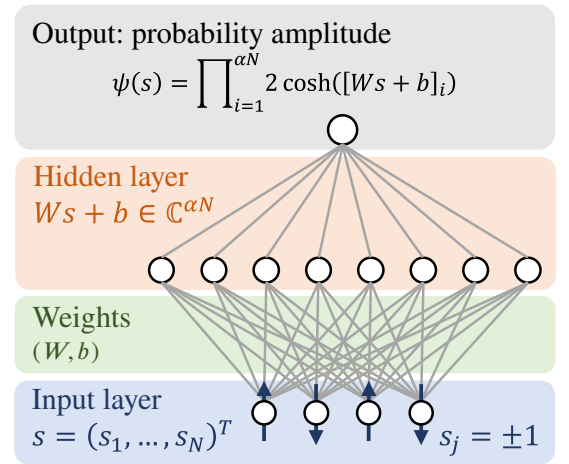 Output: probability amplitude
ψ(s) = ∏_{i=1}^{αN} 2 cosh([Ws + b]_i)
Hidden layer
Ws + b ∈ ℂ^{αN}
Weights
(W, b)
Input layer
s = (s_1, ..., s_N)^T
s_j = ±1